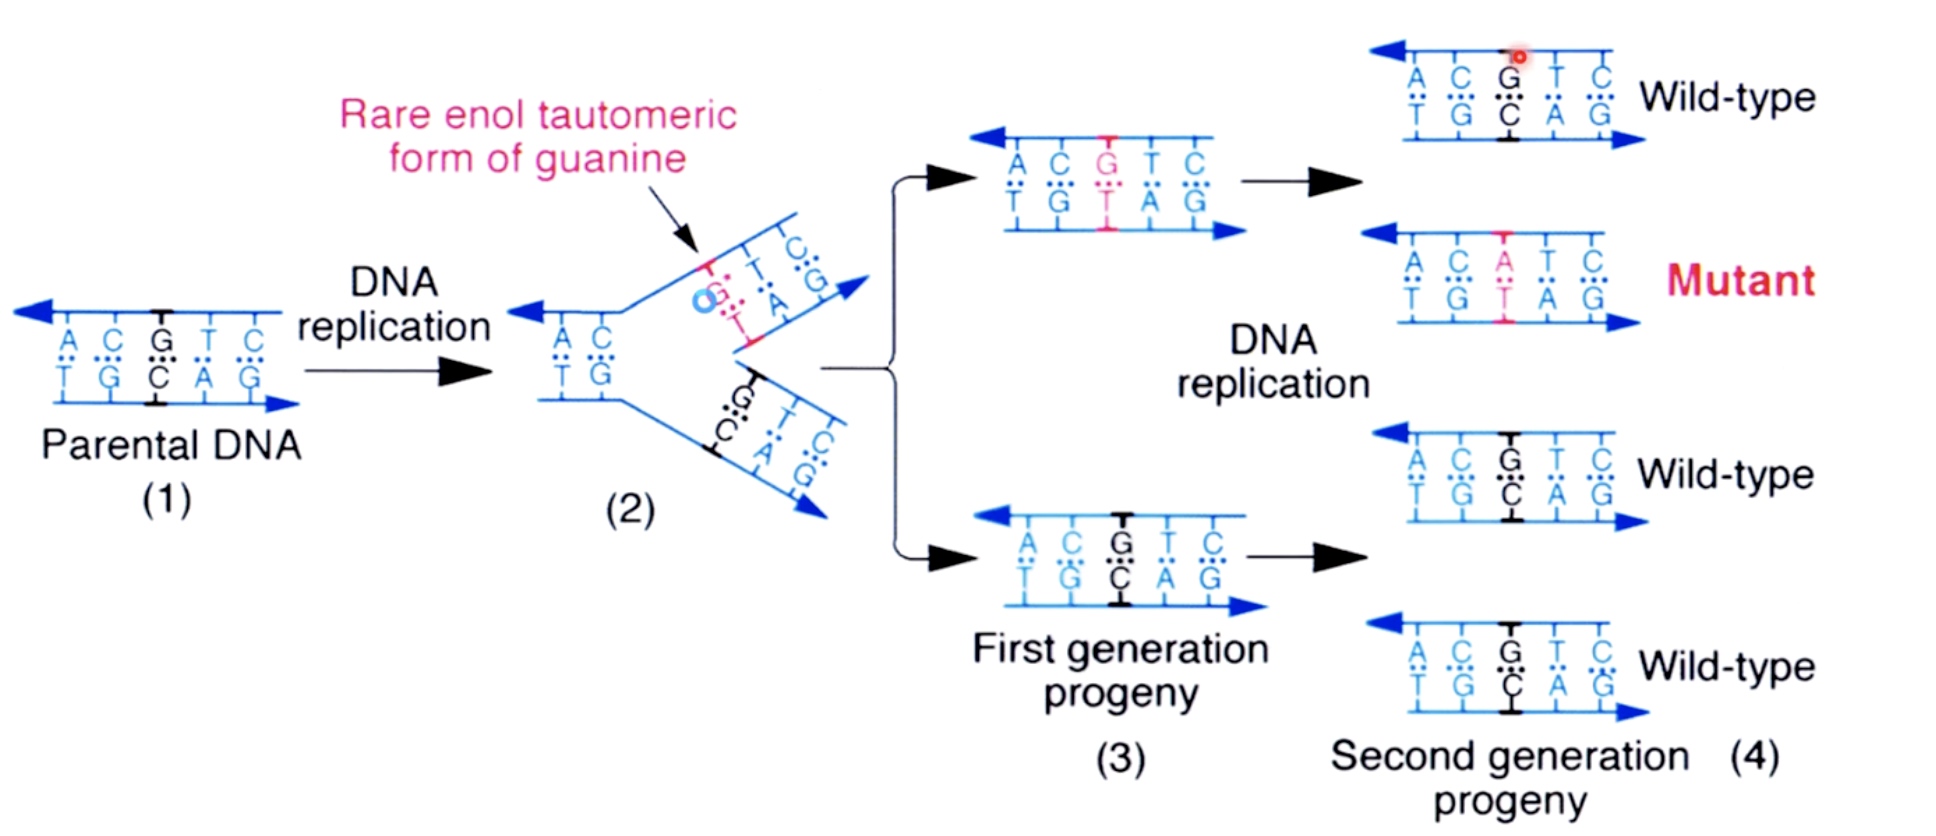 Rare enol tautomeric
form of guanine
DNA
replication
A C G T C
T G C A G
Parental DNA
(1)
A C
T G
G T C
T A G
G T C
C A G
(2)
A C G T C
T G T A G
A C G T C
T G C A G
First generation
progeny
(3)
DNA
replication
A C G T C
T G C A G
Wild-type
A C A T C
T G T A G
Mutant
A C G T C
T G C A G
Wild-type
A C G T C
T G C A G
Wild-type
Second generation (4)
progeny